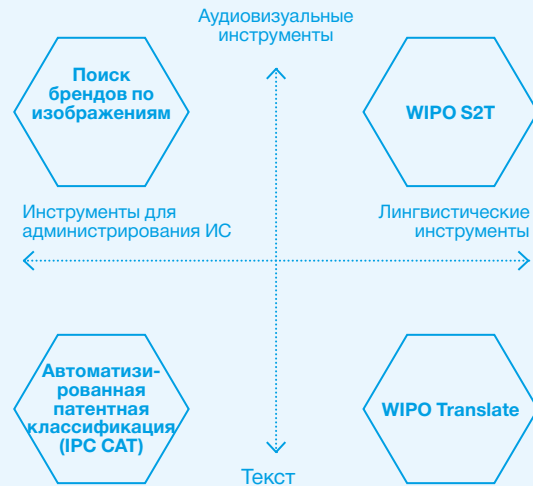 Аудиовизуальные
инструменты
Поиск
брендов по
изображениям
WIPO S2T
Инструменты для
администрирования ИС
Лингвистические
инструменты
Автоматизи-
рованная
патентная
классификация
(IPC CAT)
WIPO Translate
Текст